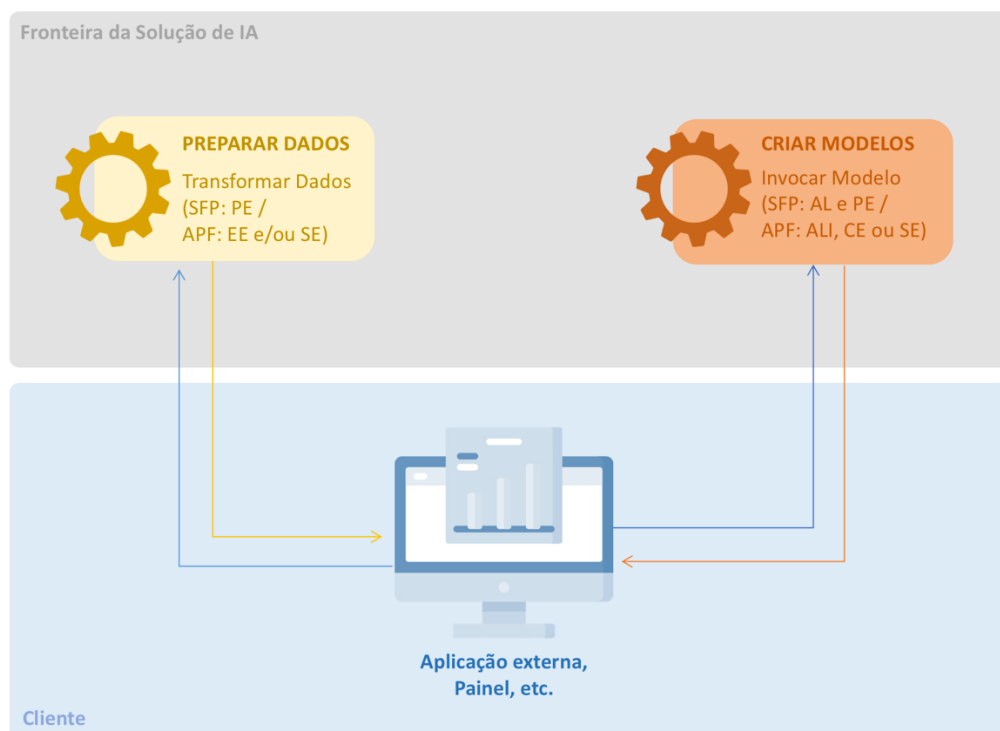 Fronteira da Solução de IA
PREPARAR DADOS
Transformar Dados
(SFP: PE /
APF: EE e/ou SE)
CRIAR MODELOS
Invocar Modelo
(SFP: AL e PE /
APF: ALI, CE ou SE)
Aplicação externa,
Painel, etc.
Cliente